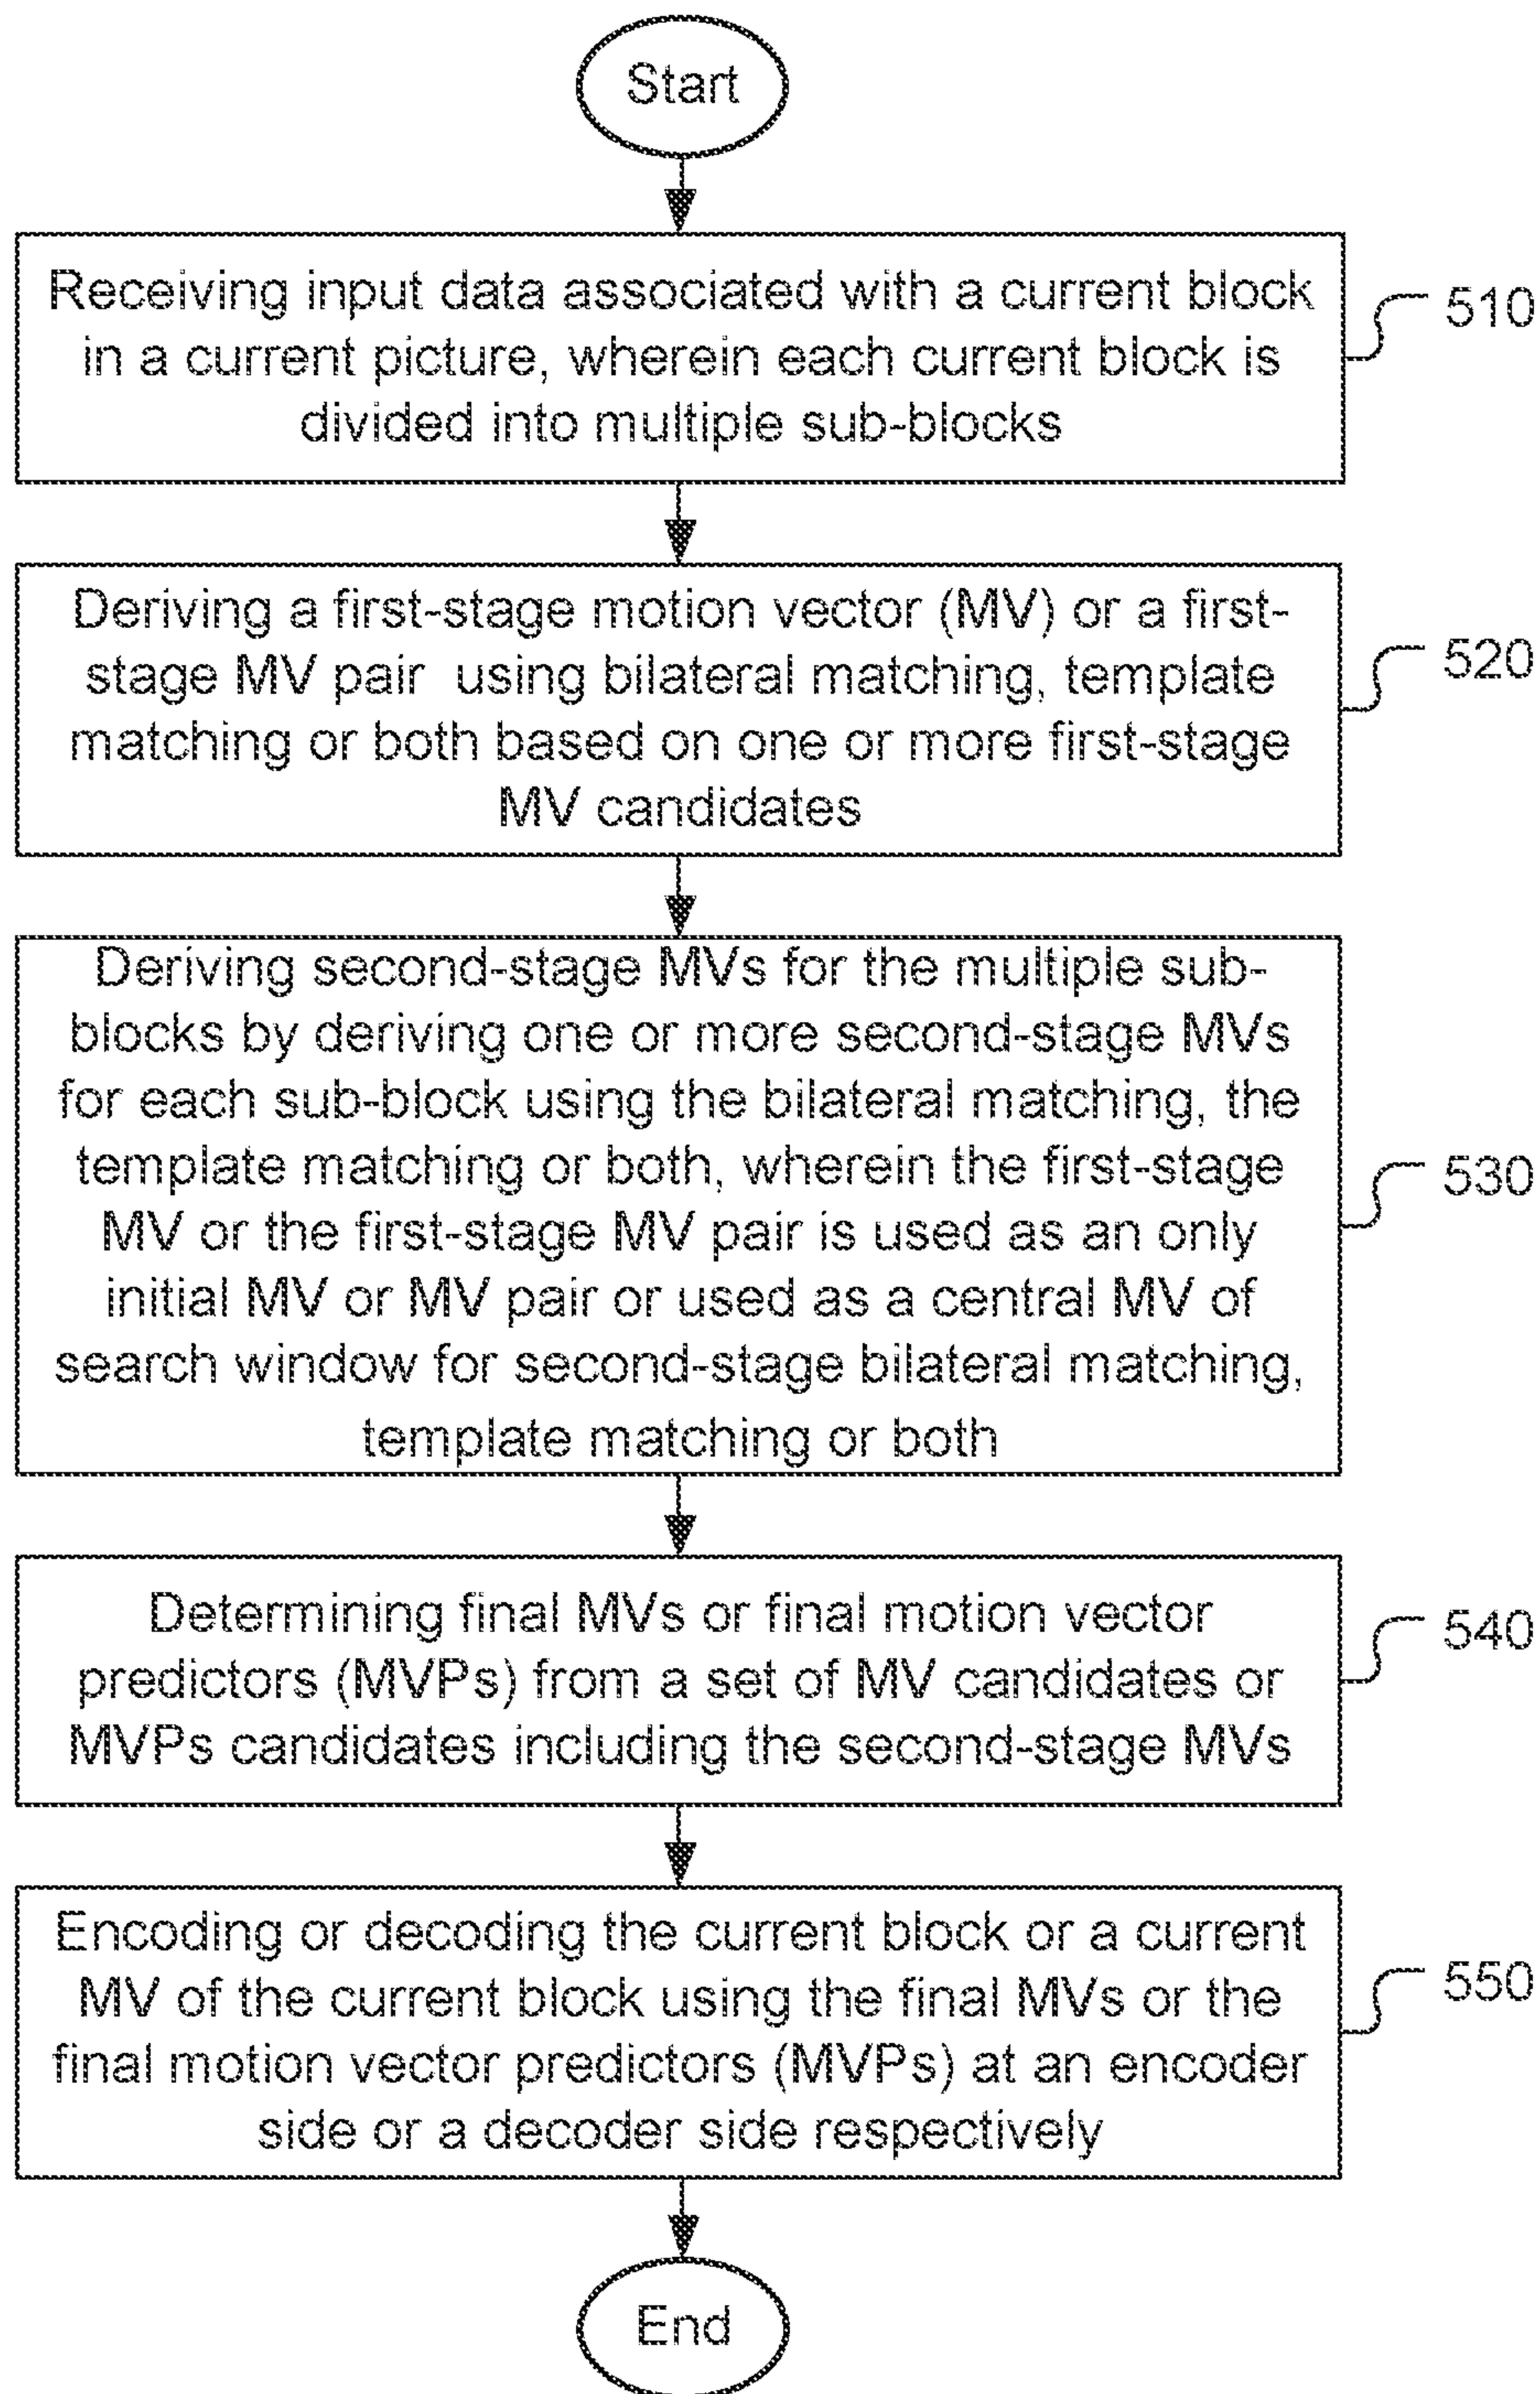 Start
Receiving input data associated with a current block
in a current picture, wherein each current block is
divided into multiple sub-blocks
510
Deriving a first-stage motion vector (MV) or a first-
stage MV pair using bilateral matching, template
matching or both based on one or more first-stage
MV candidates
520
Deriving second-stage MVs for the multiple sub-
blocks by deriving one or more second-stage MVs
for each sub-block using the bilateral matching, the
template matching or both, wherein the first-stage
MV or the first-stage MV pair is used as an only
initial MV or MV pair or used as a central MV of
search window for second-stage bilateral matching,
template matching or both
530
Determining final MVs or final motion vector
predictors (MVPs) from a set of MV candidates or
MVPs candidates including the second-stage MVs
540
Encoding or decoding the current block or a current
MV of the current block using the final MVs or the
final motion vector predictors (MVPs) at an encoder
side or a decoder side respectively
550
End